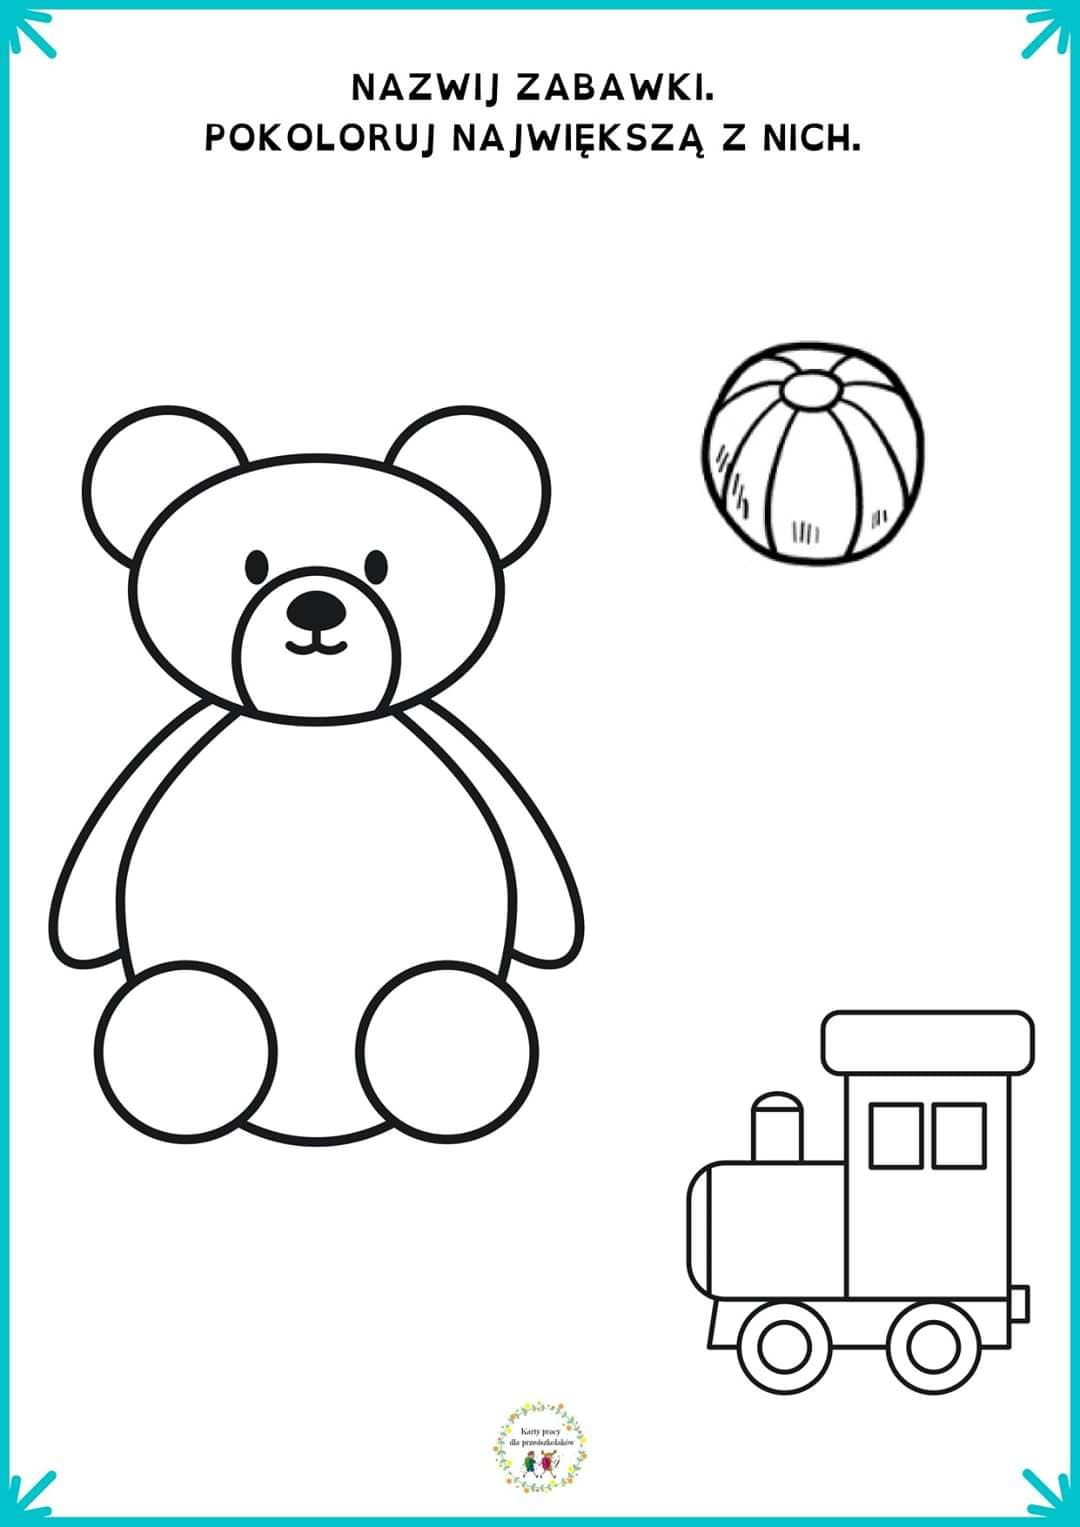 NAZWIJ ZABAWKI.
POKOLORUJ NAJWIĘKSZĄ Z NICH.
Karty pracy
dla przedszkolaków